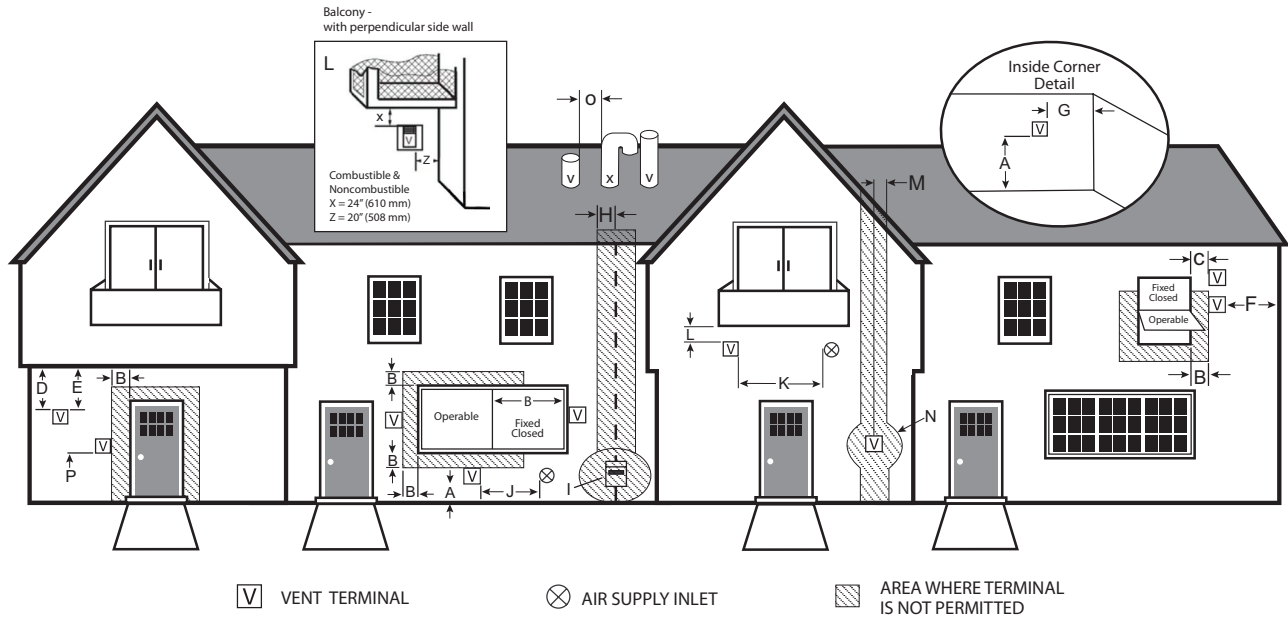 Balcony -
with perpendicular side wall
L
x
V
Z
Combustible &
Noncombustible
X = 24" (610 mm)
Z = 20" (508 mm)
O
v
x
v
Inside Corner
Detail
G
V
A
H
M
C
V
Fixed
Closed
V
F
Operable
B
L
V
K
D
E
B
V
V
P
B
V
Operable
B
Fixed
Closed
V
B
B
V
A
J
I
N
V
V VENT TERMINAL
AIR SUPPLY INLET
AREA WHERE TERMINAL
IS NOT PERMITTED